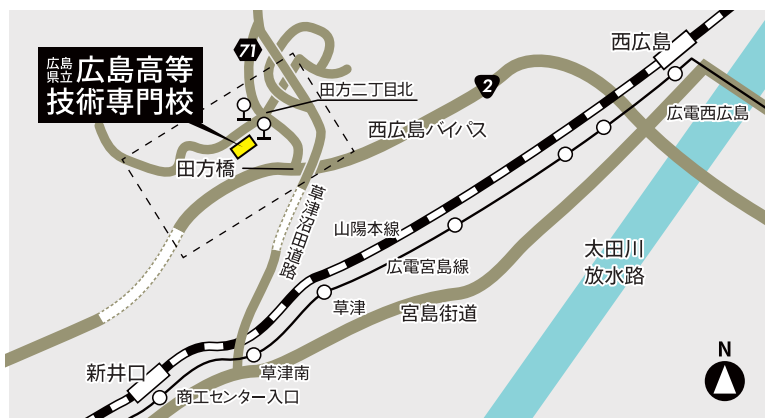 広島
県立
広島高等
技術専門校
71
田方二丁目北
西広島
2
広電西広島
西広島バイパス
田方橋
草津沼田道路
山陽本線
広電宮島線
太田川
放水路
草津
宮島街道
新井口
草津南
商工センター入口
N